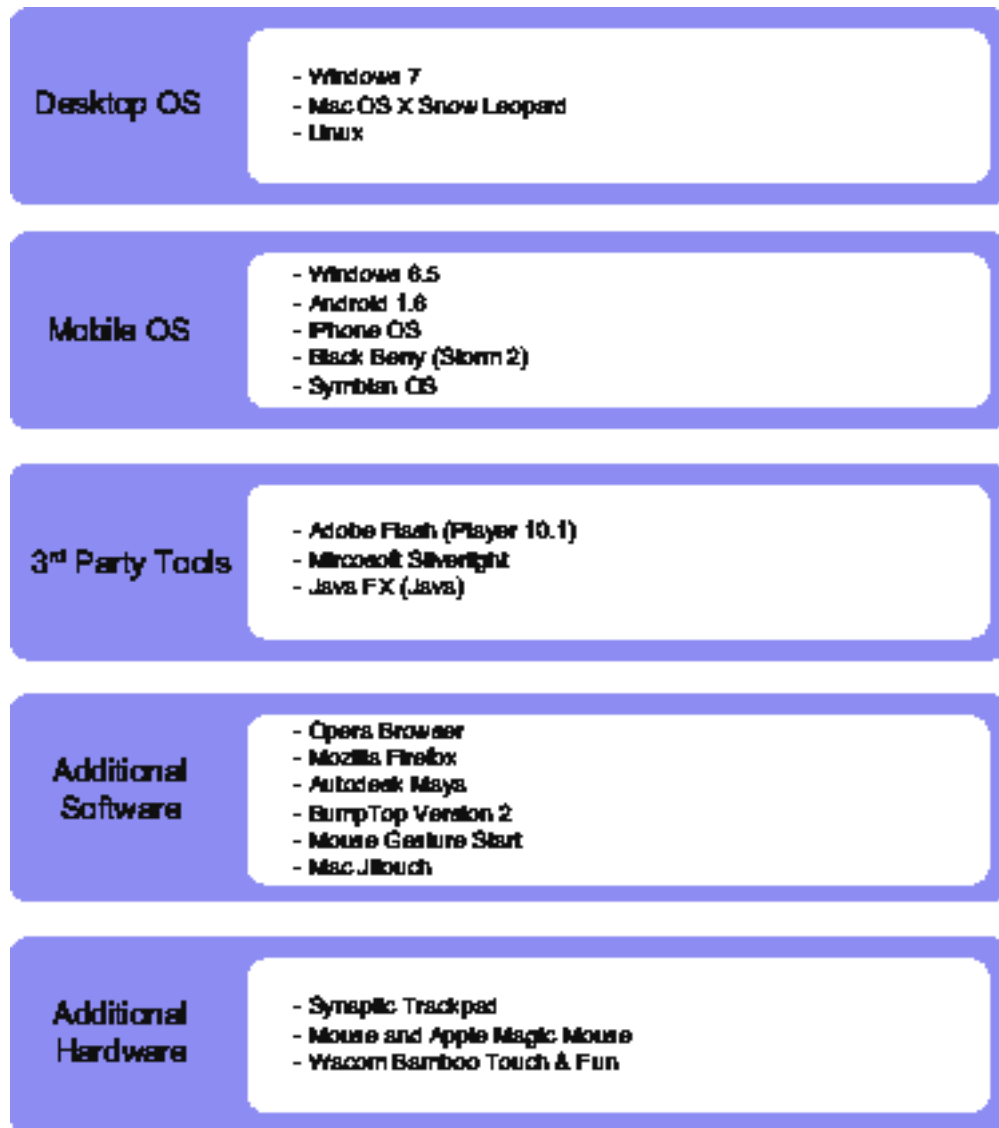 Desktop OS
- Windows 7
- Mac OS X Snow Leopard
- Linux
Mobile OS
- Windows 6.5
- Android 1.6
- iPhone OS
- Black Berry (Storm 2)
- Symbian OS
3rd Party Tools
- Adobe Flash (Player 10.1)
- Mircosoft Silverlight
- Java FX (Java)
Additional
Software
- Opera Browser
- Mozilla Firefox
- Autodesk Maya
- BumpTop Version 2
- Mouse Gesture Start
- Mac Jitouch
Additional
Hardware
- Synaptic Trackpad
- Mouse and Apple Magic Mouse
- Wacom Bamboo Touch & Fun